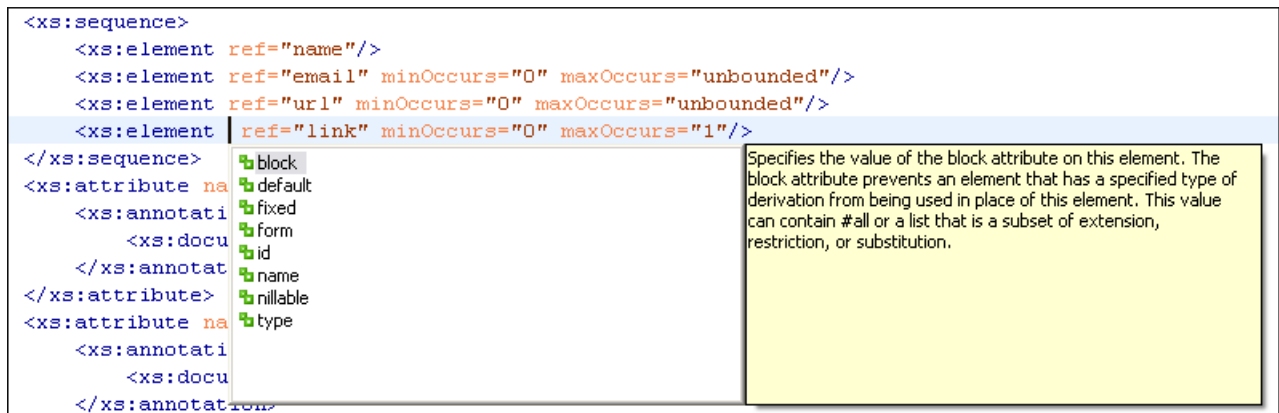 <xs:sequence>
<xs:element ref="name"/>
<xs:element ref="email" minOccurs="0" maxOccurs="unbounded"/>
<xs:element ref="url" minOccurs="0" maxOccurs="unbounded"/>
<xs:element ref="link" minOccurs="0" maxOccurs="1"/>
</xs:sequence>
<xs:attribute na
<xs:annotati
<xs:docu
</xs:annotat
</xs:attribute>
<xs:attribute na
<xs:annotati
<xs:docu
</xs:annotation>
block
default
fixed
form
id
name
nillable
type
Specifies the value of the block attribute on this element. The
block attribute prevents an element that has a specified type of
derivation from being used in place of this element. This value
can contain #all or a list that is a subset of extension,
restriction, or substitution.